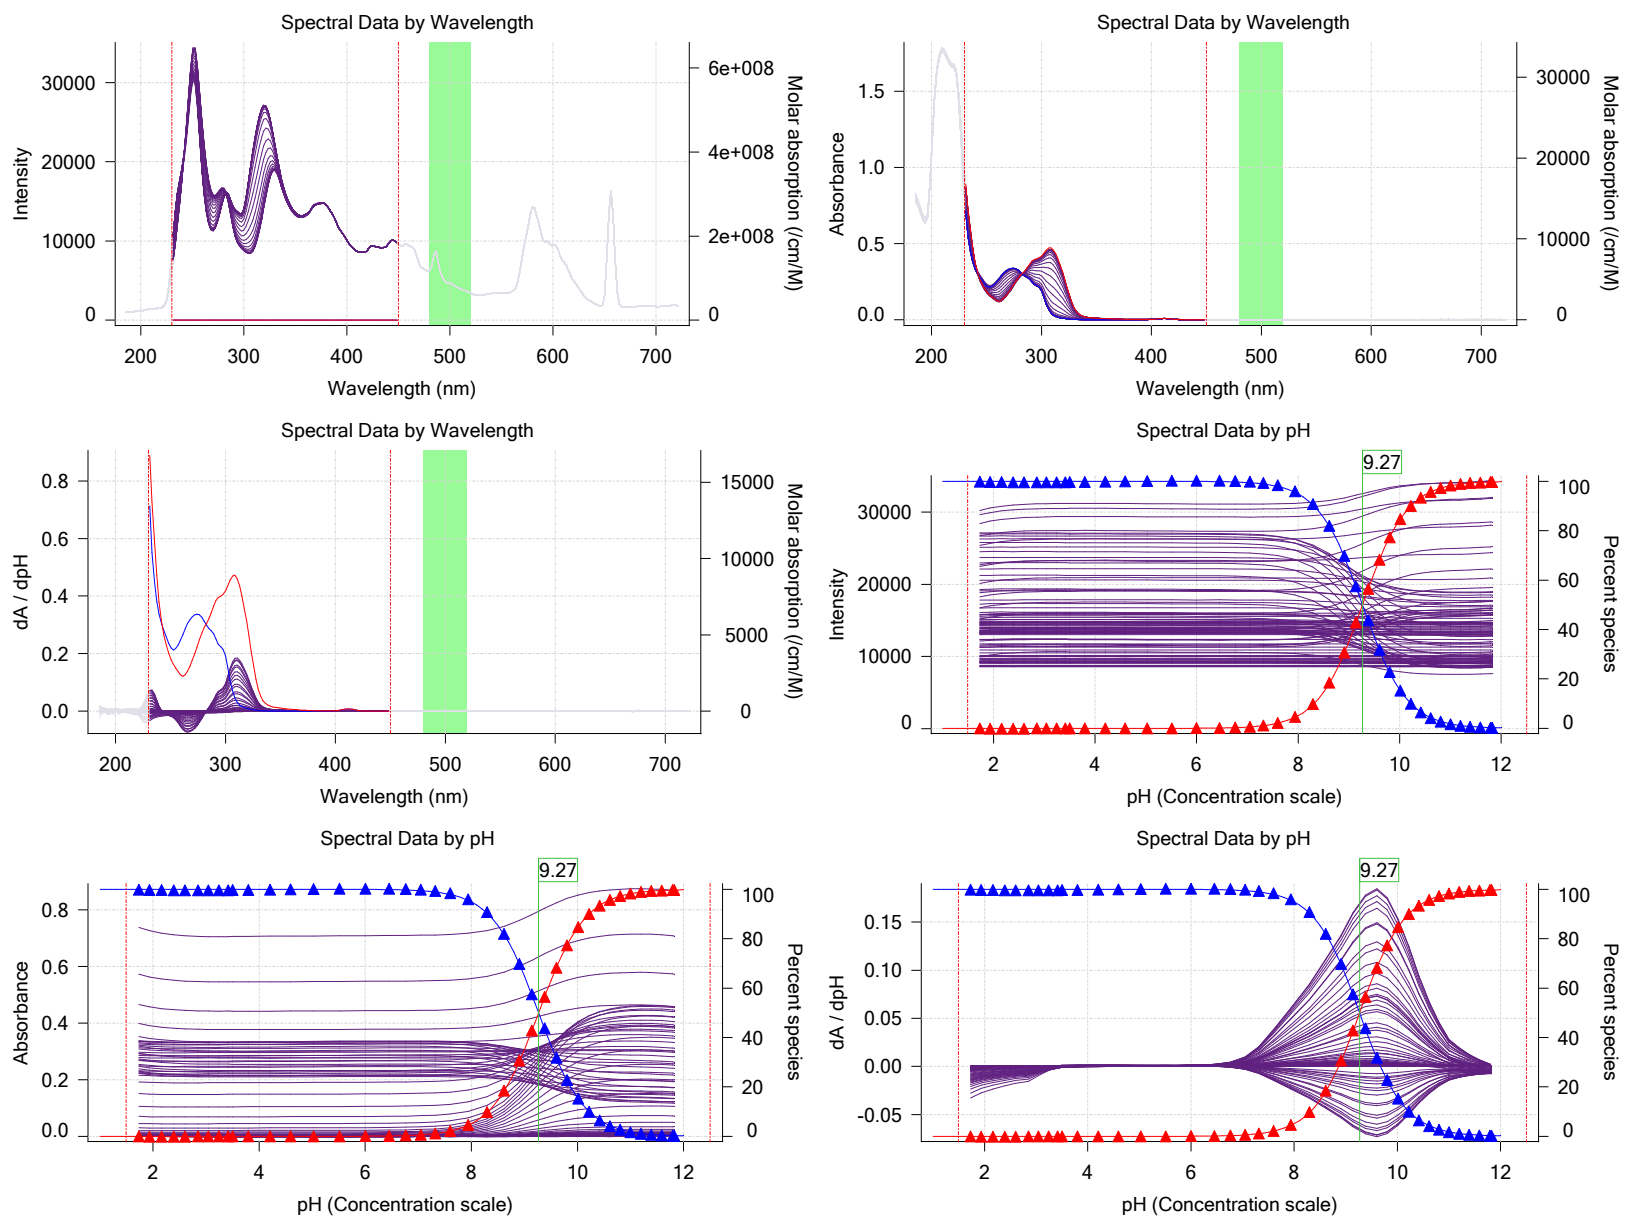 Spectral Data by Wavelength
Intensity
30000
20000
10000
0
6e+008
4e+008
2e+008
0
Molar absorption (/cm/M)
200 300 400 500 600 700
Wavelength (nm)
Spectral Data by Wavelength
Absorbance
1.5
1.0
0.5
0.0
30000
20000
10000
0
Molar absorption (/cm/M)
200 300 400 500 600 700
Wavelength (nm)
Spectral Data by Wavelength
dA / dpH
0.8
0.6
0.4
0.2
0.0
15000
10000
5000
0
Molar absorption (/cm/M)
200 300 400 500 600 700
Wavelength (nm)
Spectral Data by pH
9.27
Intensity
30000
20000
10000
0
100
80
60
40
20
0
Percent species
2 4 6 8 10 12
pH (Concentration scale)
Spectral Data by pH
9.27
Absorbance
0.8
0.6
0.4
0.2
0.0
100
80
60
40
20
0
Percent species
2 4 6 8 10 12
pH (Concentration scale)
Spectral Data by pH
9.27
dA / dpH
0.15
0.10
0.05
0.00
-0.05
100
80
60
40
20
0
Percent species
2 4 6 8 10 12
pH (Concentration scale)